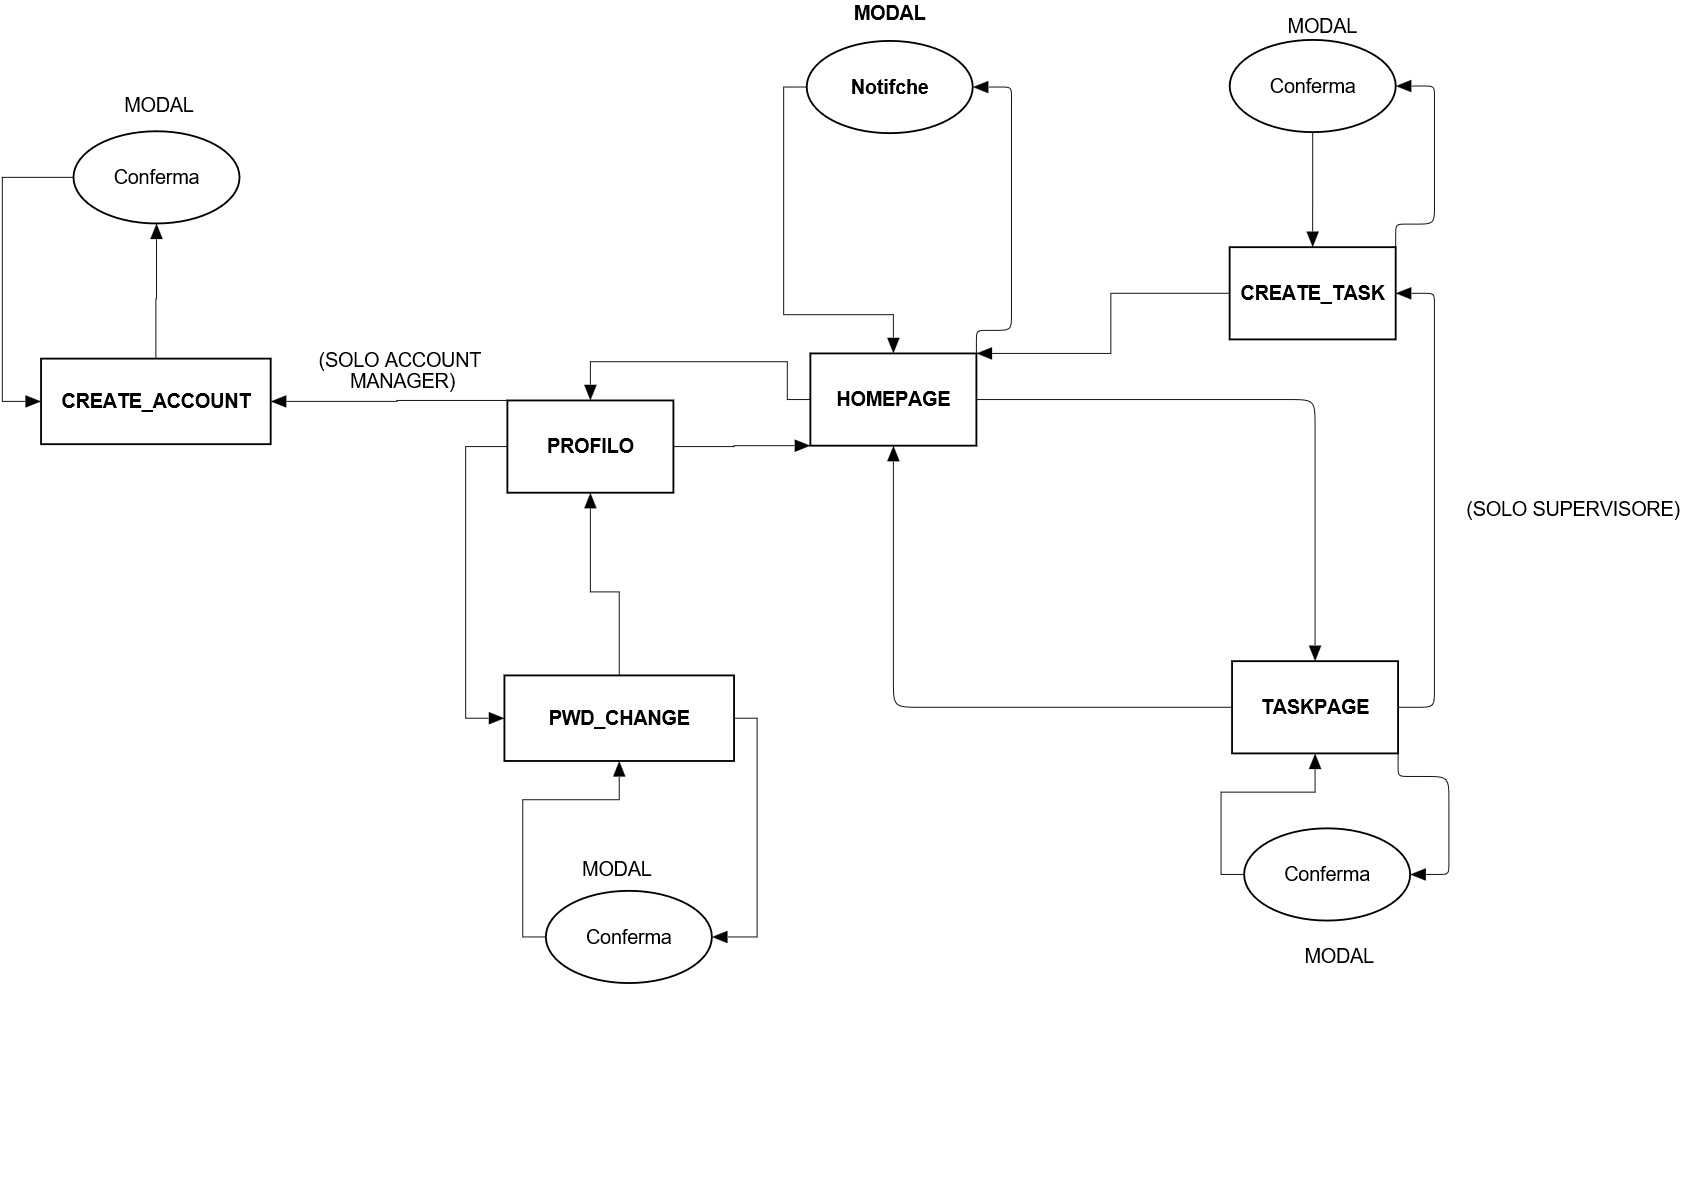 MODAL
Notifche
MODAL
Conferma
MODAL
Conferma
CREATE_TASK
(SOLO ACCOUNT
MANAGER)
CREATE_ACCOUNT
HOMEPAGE
PROFILO
(SOLO SUPERVISORE)
TASKPAGE
PWD_CHANGE
MODAL
Conferma
Conferma
MODAL